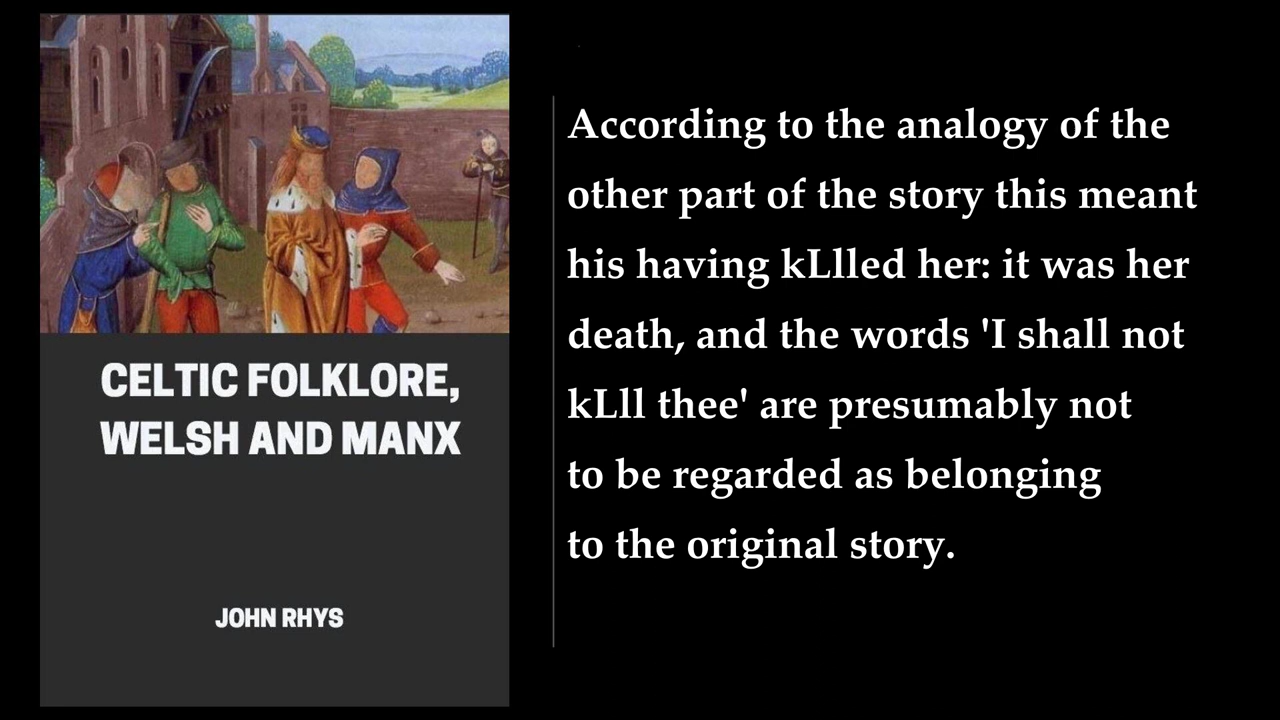 CELTIC FOLKLORE,
WELSH AND MANX
JOHN RHYS
According to the analogy of the
other part of the story this meant
his having kLlled her: it was her
death, and the words 'I shall not
kLll thee' are presumably not
to be regarded as belonging
to the original story.